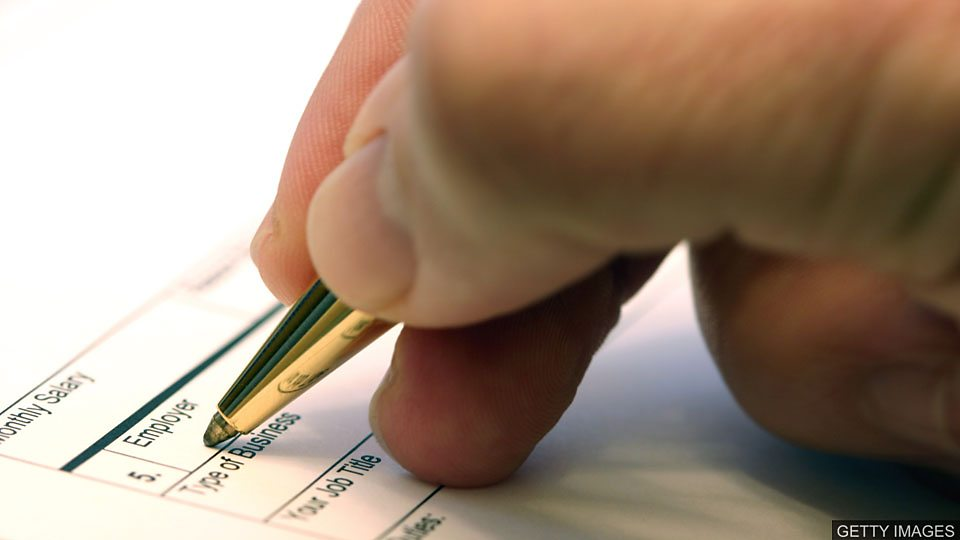 Monthly Salary
5.
Employer
Type of Business
Your Job Title
GETTY IMAGES